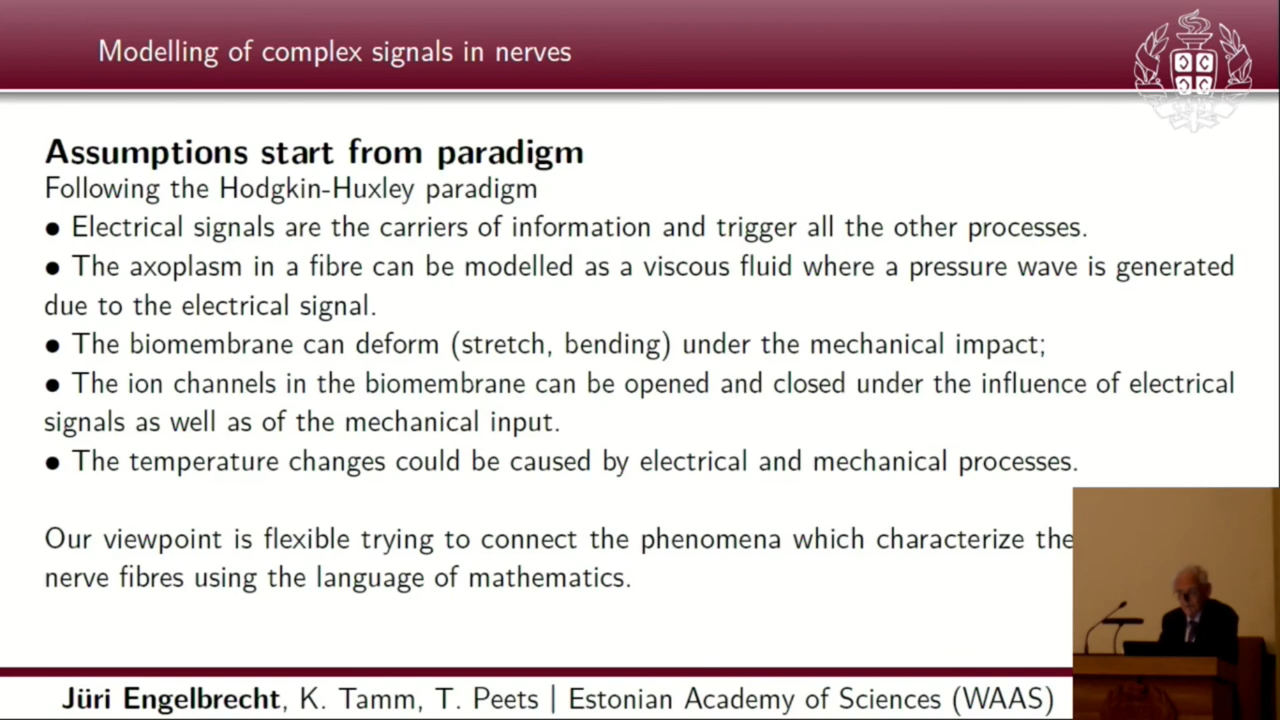 Modelling of complex signals in nerves
Assumptions start from paradigm
Following the Hodgkin-Huxley paradigm
• Electrical signals are the carriers of information and trigger all the other processes.
• The axoplasm in a fibre can be modelled as a viscous fluid where a pressure wave is generated
due to the electrical signal.
• The biomembrane can deform (stretch, bending) under the mechanical impact;
• The ion channels in the biomembrane can be opened and closed under the influence of electrical
signals as well as of the mechanical input.
• The temperature changes could be caused by electrical and mechanical processes.
Our viewpoint is flexible trying to connect the phenomena which characterize the
nerve fibres using the language of mathematics.
Jüri Engelbrecht, K. Tamm, T. Peets | Estonian Academy of Sciences (WAAS)